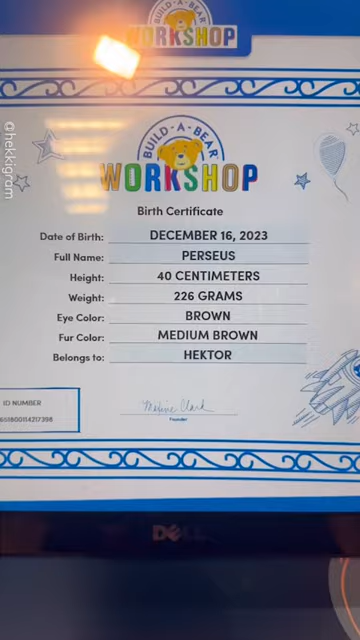 BUILD-A-BEAR
WORKSHOP
@hekkigram
BUILD-A-BEAR
WORKSHOP
Birth Certificate
Date of Birth: DECEMBER 16, 2023
Full Name: PERSEUS
Height: 40 CENTIMETERS
Weight: 226 GRAMS
Eye Color: BROWN
Fur Color: MEDIUM BROWN
Belongs to: HEKTOR
ID NUMBER
Maxine Clark
Founder
DELL